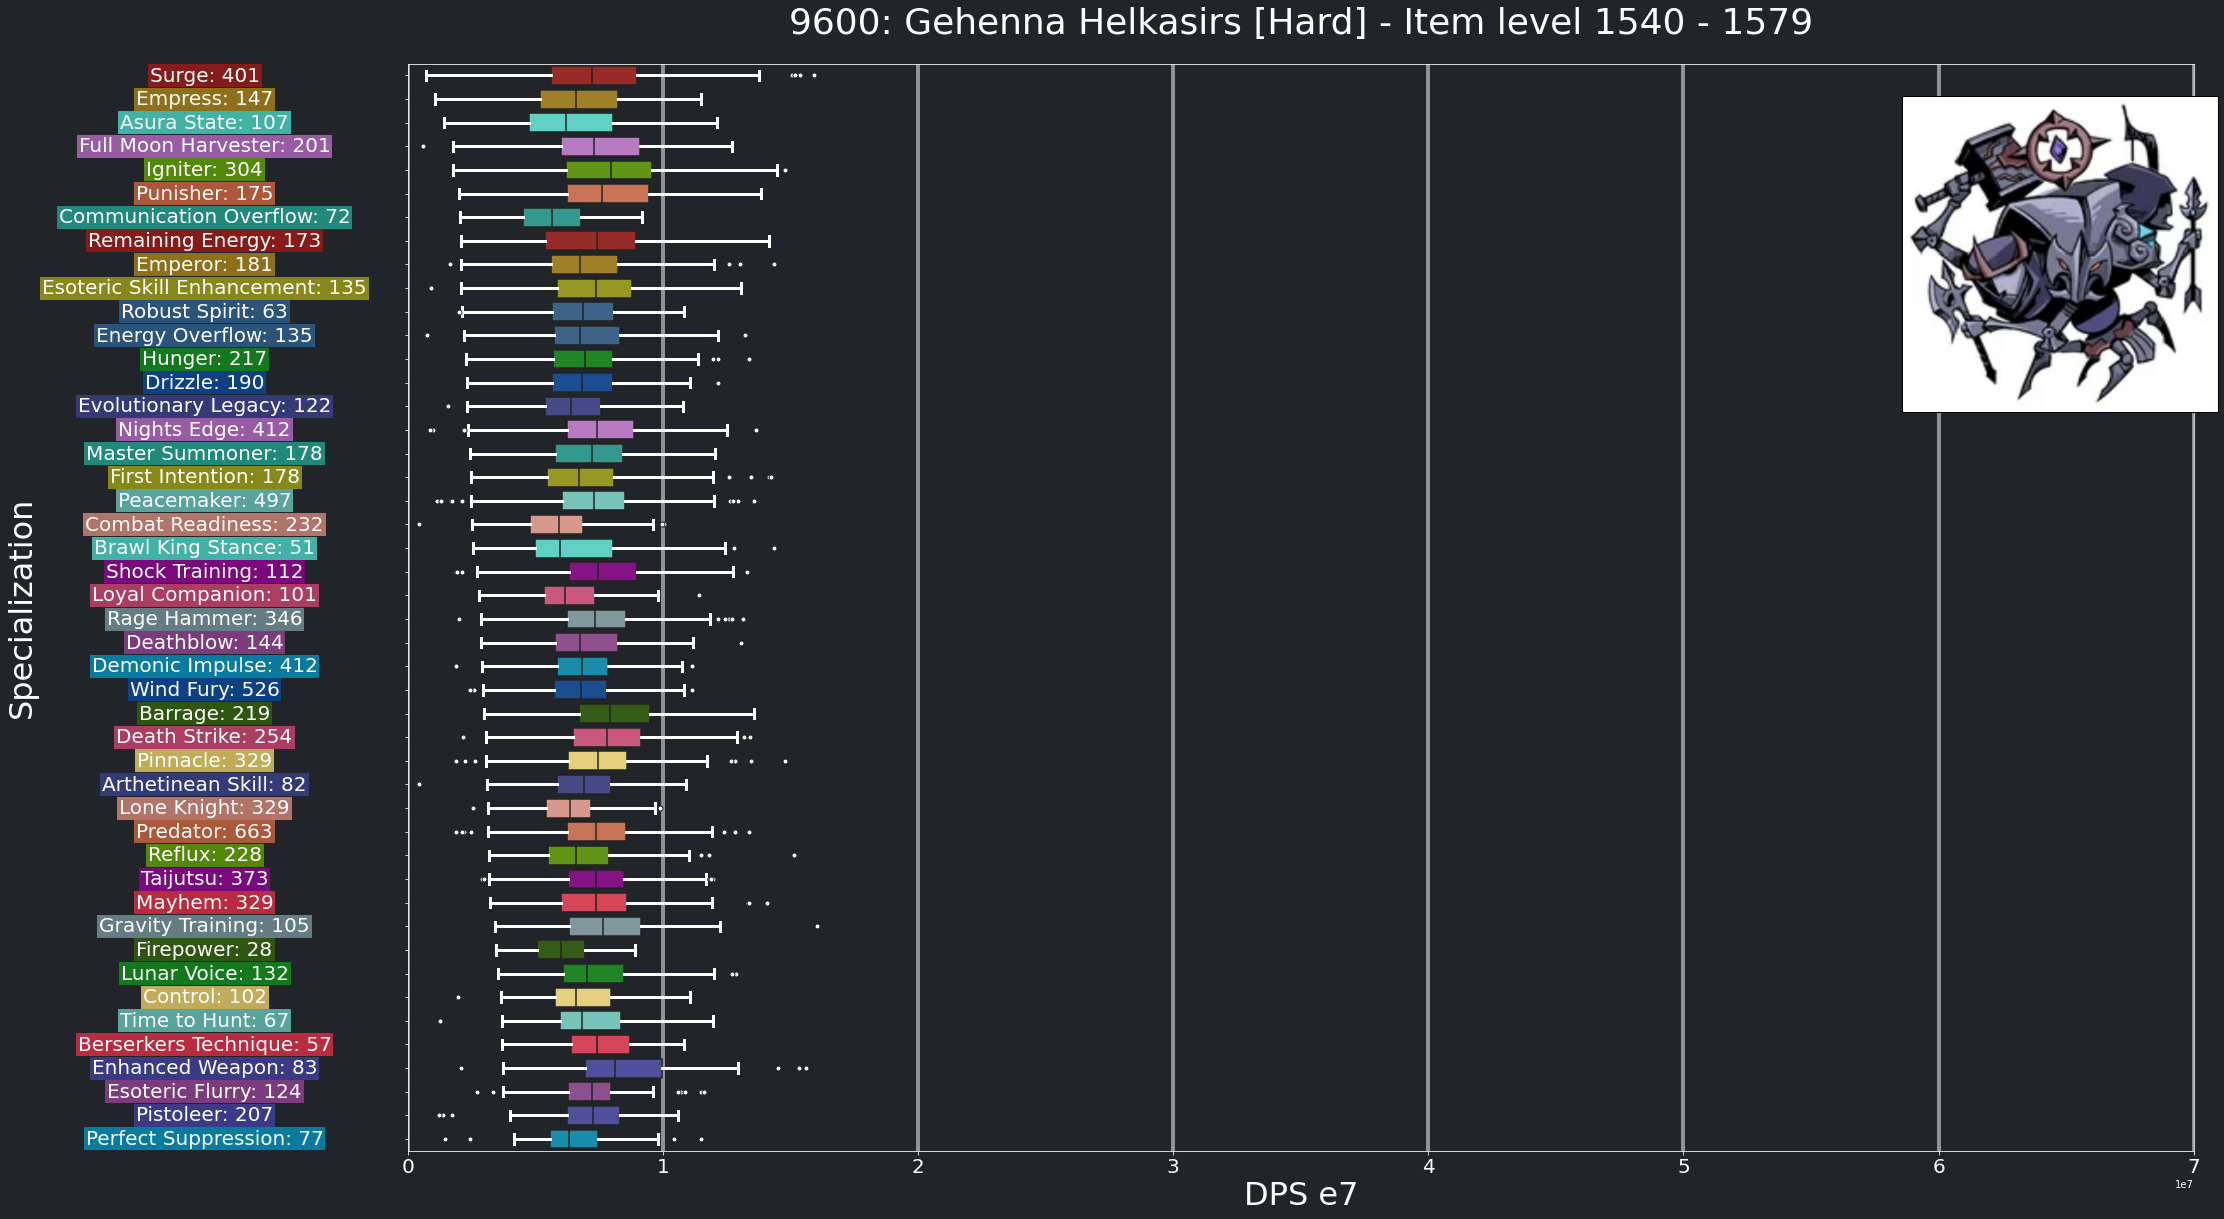 9600: Gehenna Helkasirs [Hard] - Item level 1540 - 1579
Specialization
Surge: 401
Empress: 147
Asura State: 107
Full Moon Harvester: 201
Igniter: 304
Punisher: 175
Communication Overflow: 72
Remaining Energy: 173
Emperor: 181
Esoteric Skill Enhancement: 135
Robust Spirit: 63
Energy Overflow: 135
Hunger: 217
Drizzle: 190
Evolutionary Legacy: 122
Nights Edge: 412
Master Summoner: 178
First Intention: 178
Peacemaker: 497
Combat Readiness: 232
Brawl King Stance: 51
Shock Training: 112
Loyal Companion: 101
Rage Hammer: 346
Deathblow: 144
Demonic Impulse: 412
Wind Fury: 526
Barrage: 219
Death Strike: 254
Pinnacle: 329
Arthetinean Skill: 82
Lone Knight: 329
Predator: 663
Reflux: 228
Taijutsu: 373
Mayhem: 329
Gravity Training: 105
Firepower: 28
Lunar Voice: 132
Control: 102
Time to Hunt: 67
Berserkers Technique: 57
Enhanced Weapon: 83
Esoteric Flurry: 124
Pistoleer: 207
Perfect Suppression: 77
0 1 2 3 4 5 6 7
1e7
DPS e7